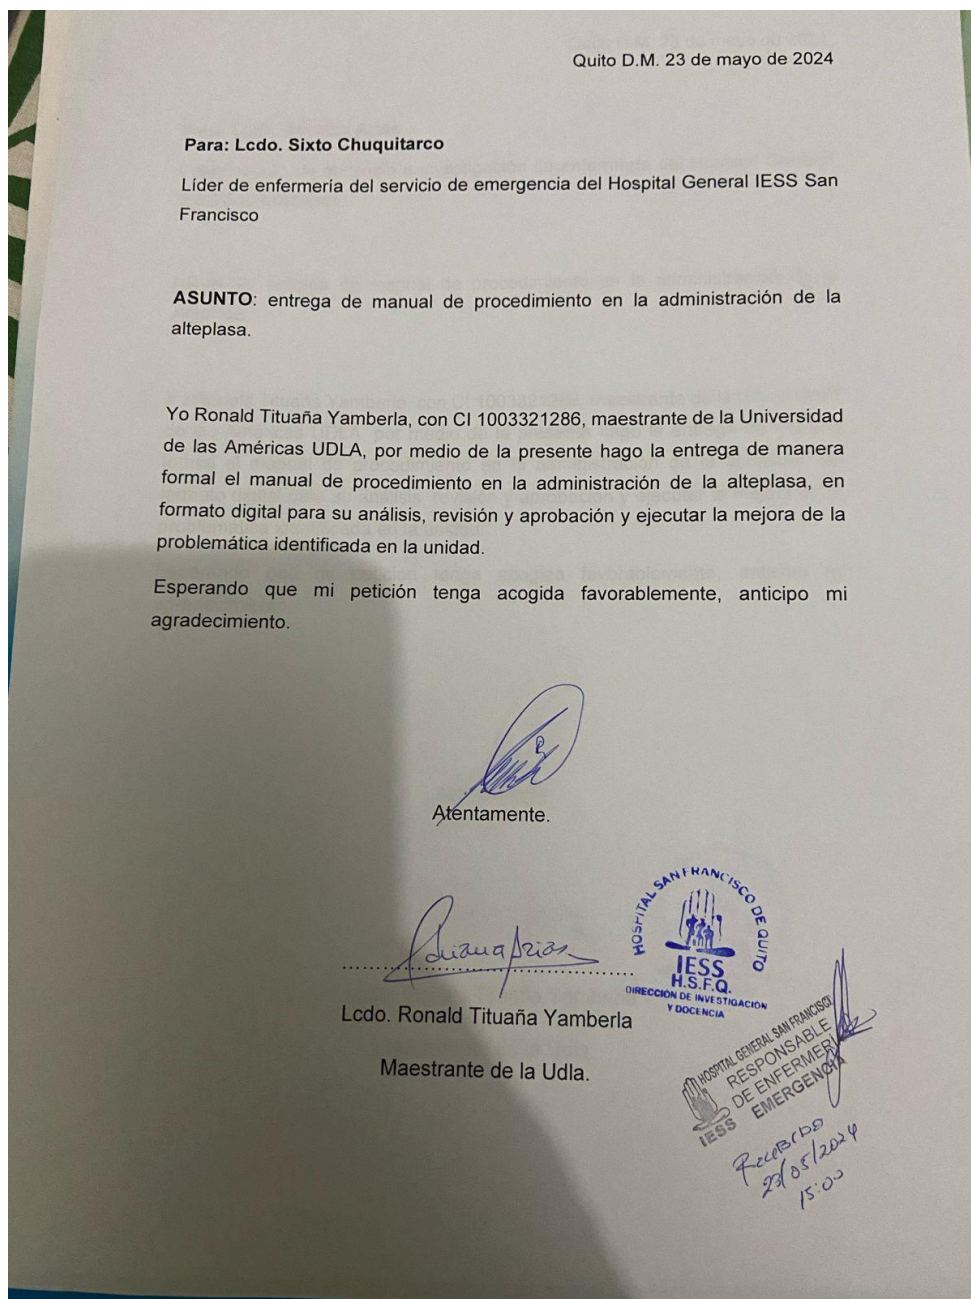 Quito D.M. 23 de mayo de 2024
Para: Lcdo. Sixto Chuquitarco
Líder de enfermería del servicio de emergencia del Hospital General IESS San
Francisco
ASUNTO: entrega de manual de procedimiento en la administración de la
alteplasa.
Yo Ronald Tituaña Yamberla, con CI 1003321286, maestrante de la Universidad
de las Américas UDLA, por medio de la presente hago la entrega de manera
formal el manual de procedimiento en la administración de la alteplasa, en
formato digital para su análisis, revisión y aprobación y ejecutar la mejora de la
problemática identificada en la unidad.
Esperando que mi petición tenga acogida favorablemente, anticipo mi
agradecimiento.
Atentamente.
Lcdo. Ronald Tituaña Yamberla
Maestrante de la Udla.
HOSPITAL SAN FRANCISCO DE QUITO
IESS
H.S.F.Q.
DIRECCIÓN DE INVESTIGACIÓN
Y DOCENCIA
HOSPITAL GENERAL SAN FRANCISCO
RESPONSABLE
DE ENFERMERÍA
EMERGENCIA
IESS
Recibido
23/05/2024
15:00